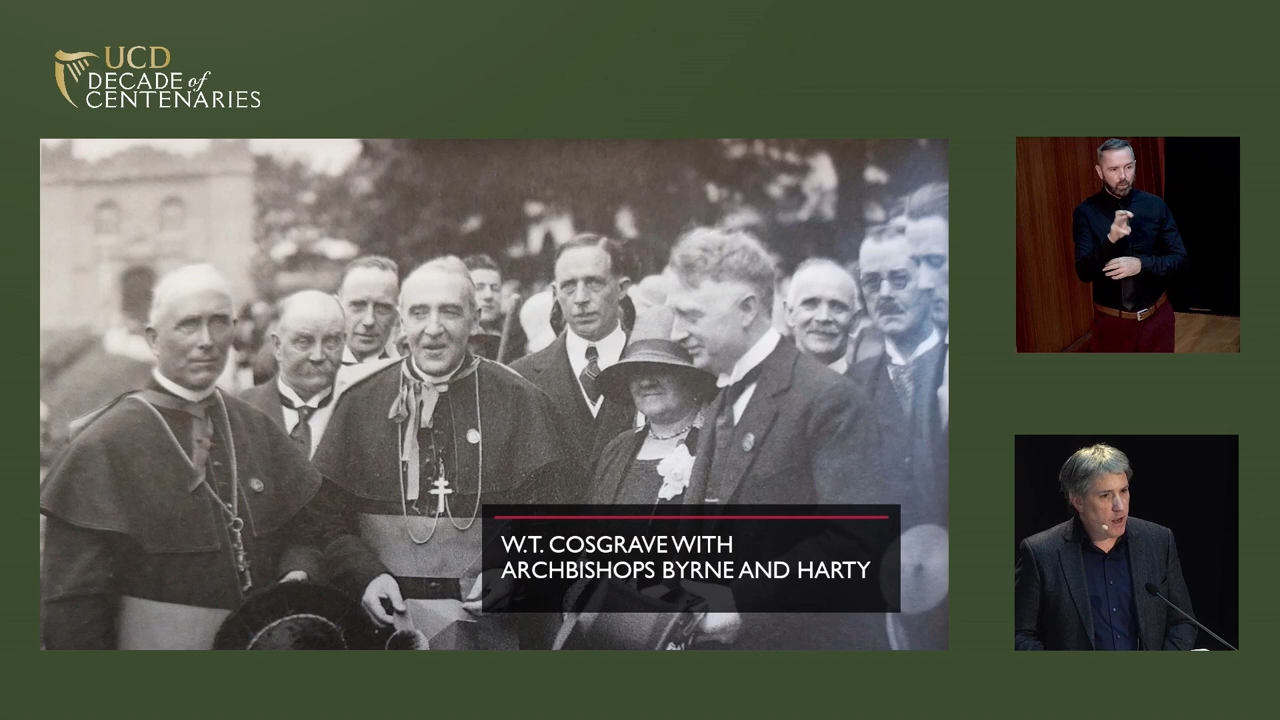 UCD
DECADE of
CENTENARIES
W.T. COSGRAVE WITH
ARCHBISHOPS BYRNE AND HARTY